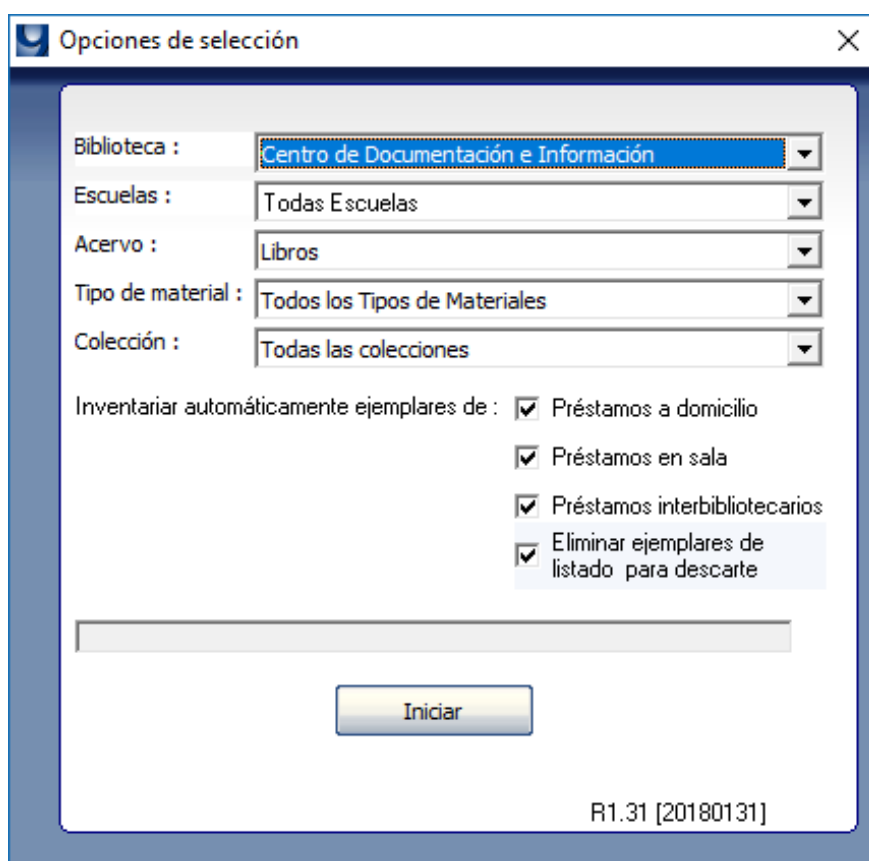 Opciones de selección
Biblioteca : Centro de Documentación e Información
Escuelas : Todas Escuelas
Acervo : Libros
Tipo de material : Todos los Tipos de Materiales
Colección : Todas las colecciones
Inventariar automáticamente ejemplares de : Préstamos a domicilio
Préstamos en sala
Préstamos interbibliotecarios
Eliminar ejemplares de
listado para descarte
Iniciar
R1.31 [20180131]